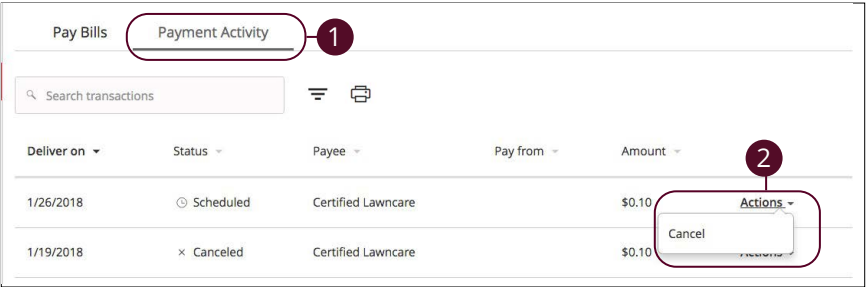 Pay Bills Payment Activity 1
Search transactions
Deliver on Status Payee Pay from Amount
2
1/26/2018 Scheduled Certified Lawncare $0.10 Actions
Cancel
1/19/2018 Canceled Certified Lawncare $0.10 Actions